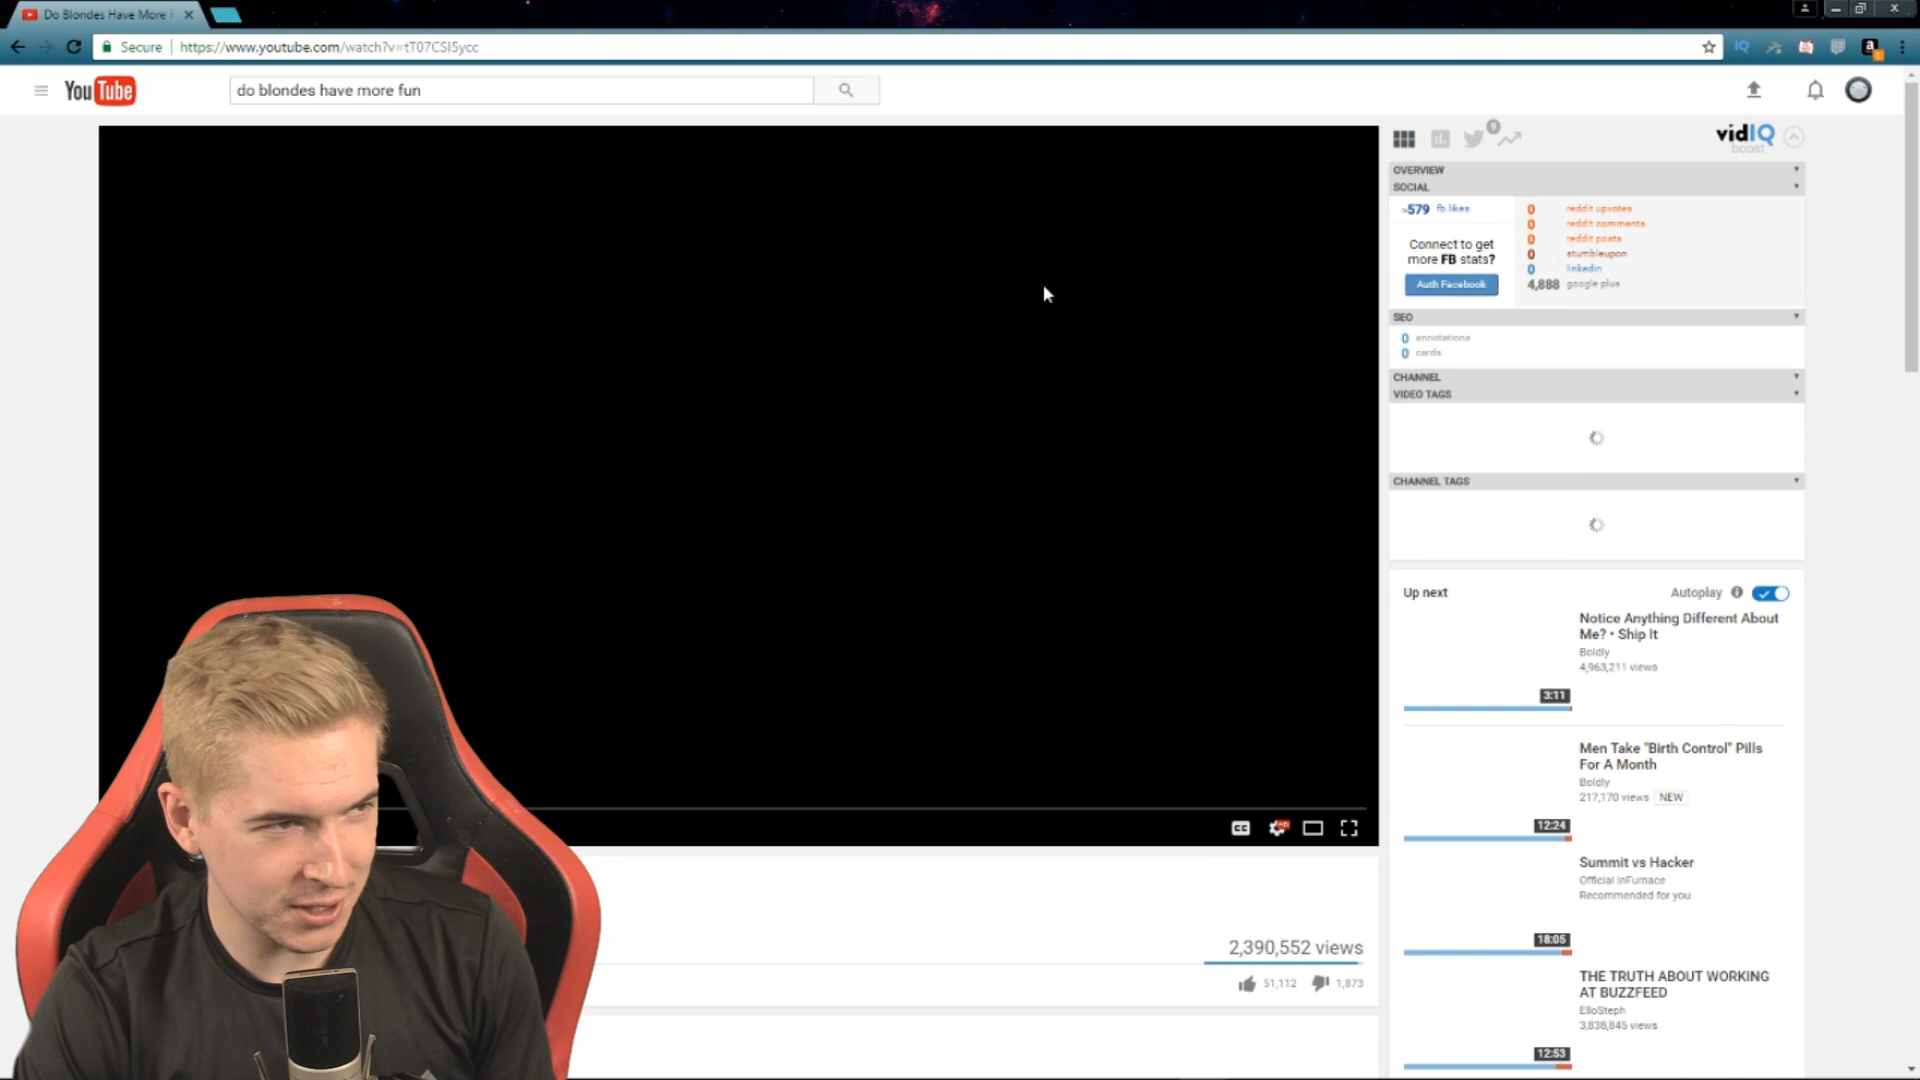 Do Blondes Have More F
Secure
https://www.youtube.com/watch?v=tT07CSI5ycc
IQ
YouTube
do blondes have more fun
9
vidIQ
boost
OVERVIEW
SOCIAL
>579 fb likes
Connect to get
more FB stats?
Auth Facebook
0 reddit upvotes
0 reddit comments
0 reddit posts
0 stumbleupon
0 linkedin
4,888 google plus
SEO
0 annotations
0 cards
CHANNEL
VIDEO TAGS
CHANNEL TAGS
Up next
Autoplay
Notice Anything Different About
Me? • Ship It
Boldly
4,963,211 views
3:11
Men Take "Birth Control" Pills
For A Month
Boldly
217,170 views NEW
12:24
Summit vs Hacker
Official inFurnace
Recommended for you
18:05
THE TRUTH ABOUT WORKING
AT BUZZFEED
ElloSteph
3,838,845 views
12:53
CC
HD
2,390,552 views
51,112
1,873